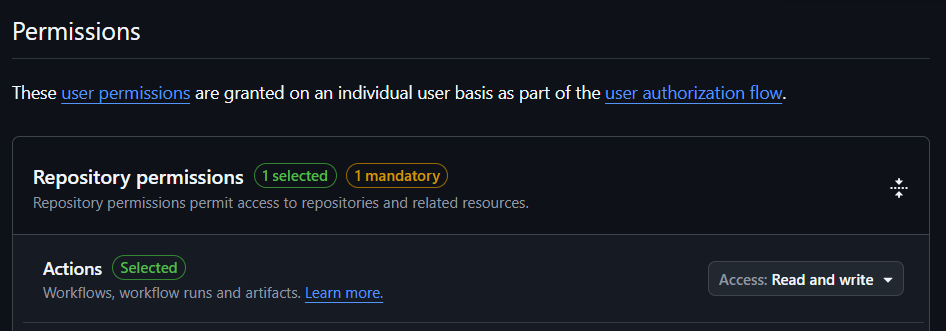 Permissions
These user permissions are granted on an individual user basis as part of the user authorization flow.
Repository permissions 1 selected 1 mandatory
Repository permissions permit access to repositories and related resources.
Actions Selected
Access: Read and write
Workflows, workflow runs and artifacts. Learn more.